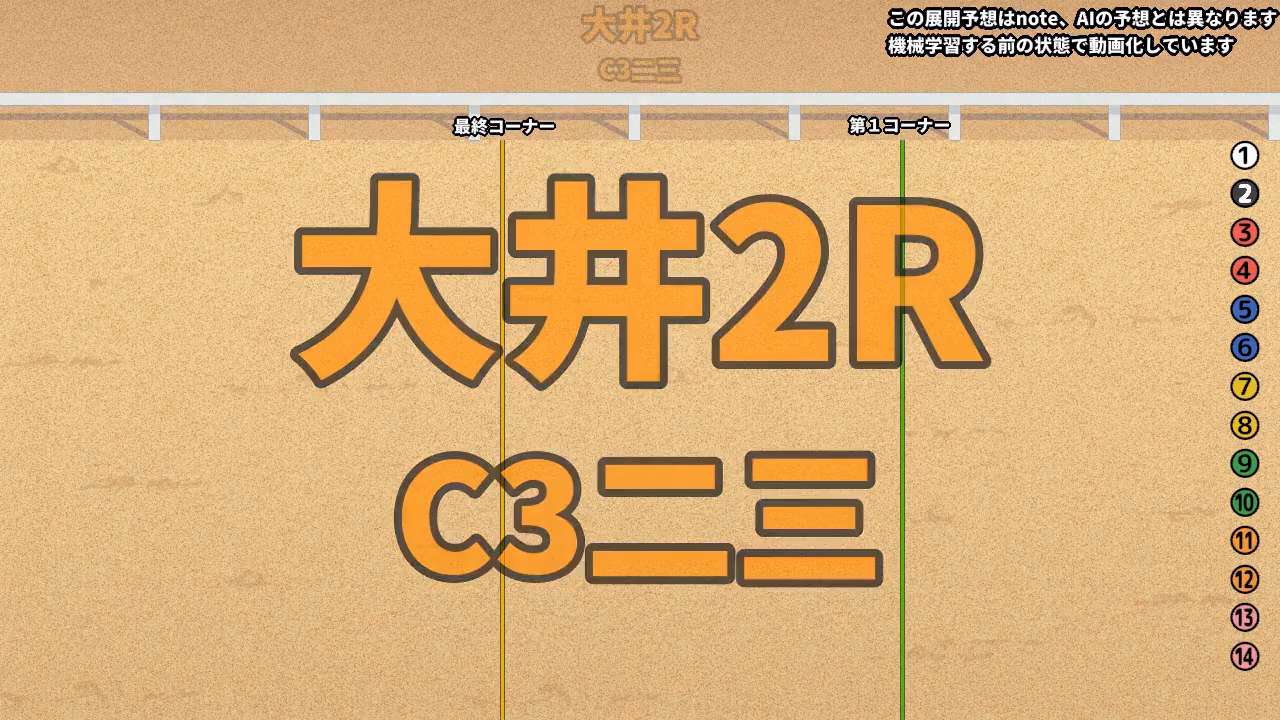 大井2R
C3二三
この展開予想はnote、AIの予想とは異なります
機械学習する前の状態で動画化しています
最終コーナー
第１コーナー
大井2R
C3二三
1
2
3
4
5
6
7
8
9
10
11
12
13
14